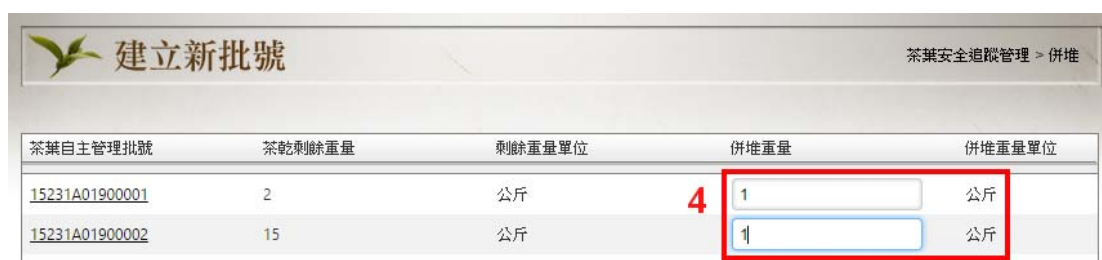 建立新批號
茶葉安全追蹤管理 > 併堆
茶葉自主管理批號 茶乾剩餘重量 剩餘重量單位 併堆重量 併堆重量單位
15231A01900001 2 公斤 4 1 公斤
15231A01900002 15 公斤 1 公斤